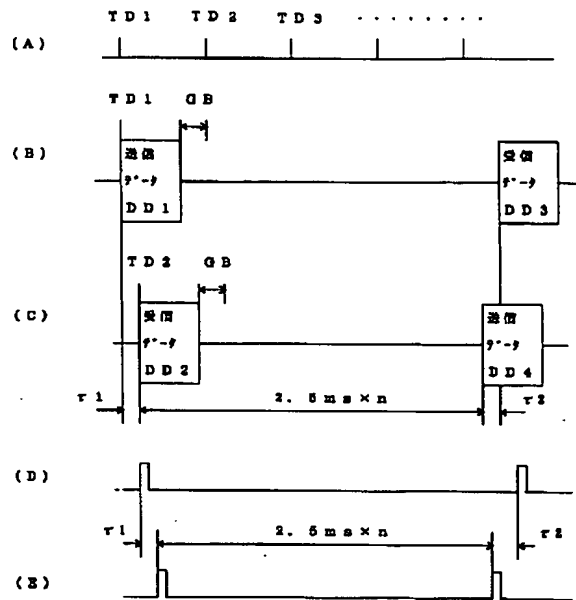 TD1 TD2 TD3 ........
(A)
TD1 GB
(B)
送信
データ
DD1
受信
データ
DD3
TD2 GB
(C)
受信
データ
DD2
送信
データ
DD4
τ1 2.5ms×n τ2
(D)
τ1 2.5ms×n τ2
(E)